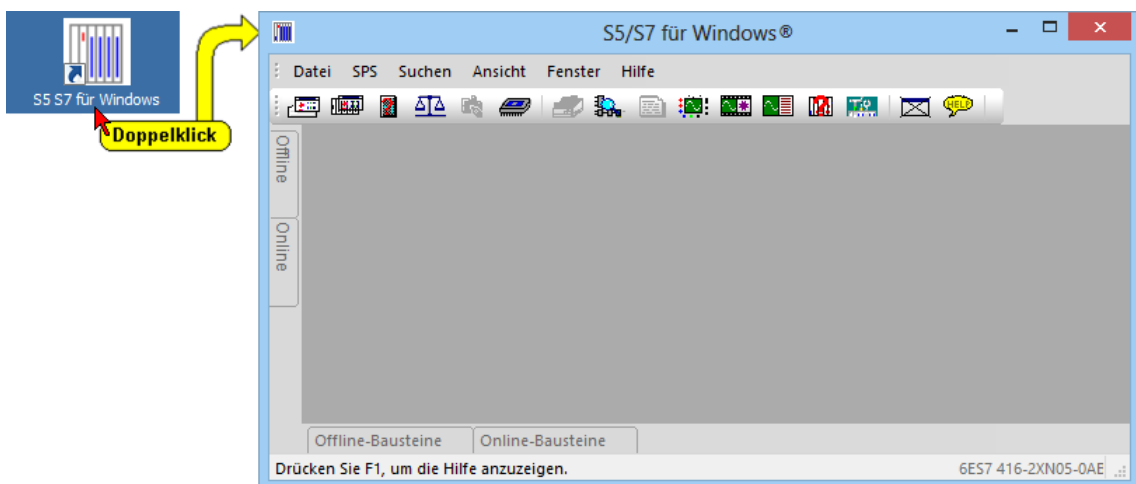 S5 S7 für Windows
Doppelklick
S5/S7 für Windows®
Datei SPS Suchen Ansicht Fenster Hilfe
HELP
Offline
Online
Offline-Bausteine Online-Bausteine
Drücken Sie F1, um die Hilfe anzuzeigen. 6ES7 416-2XN05-0AE